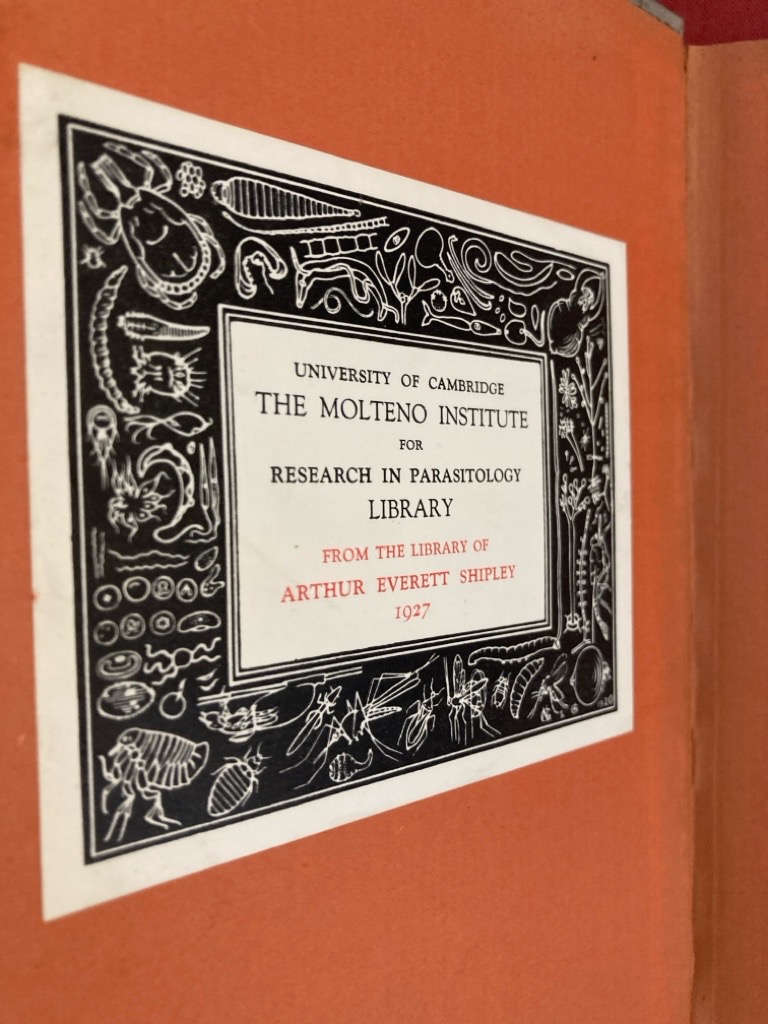 UNIVERSITY OF CAMBRIDGE
THE MOLTENO INSTITUTE
FOR
RESEARCH IN PARASITOLOGY
LIBRARY
FROM THE LIBRARY OF
ARTHUR EVERETT SHIPLEY
1927